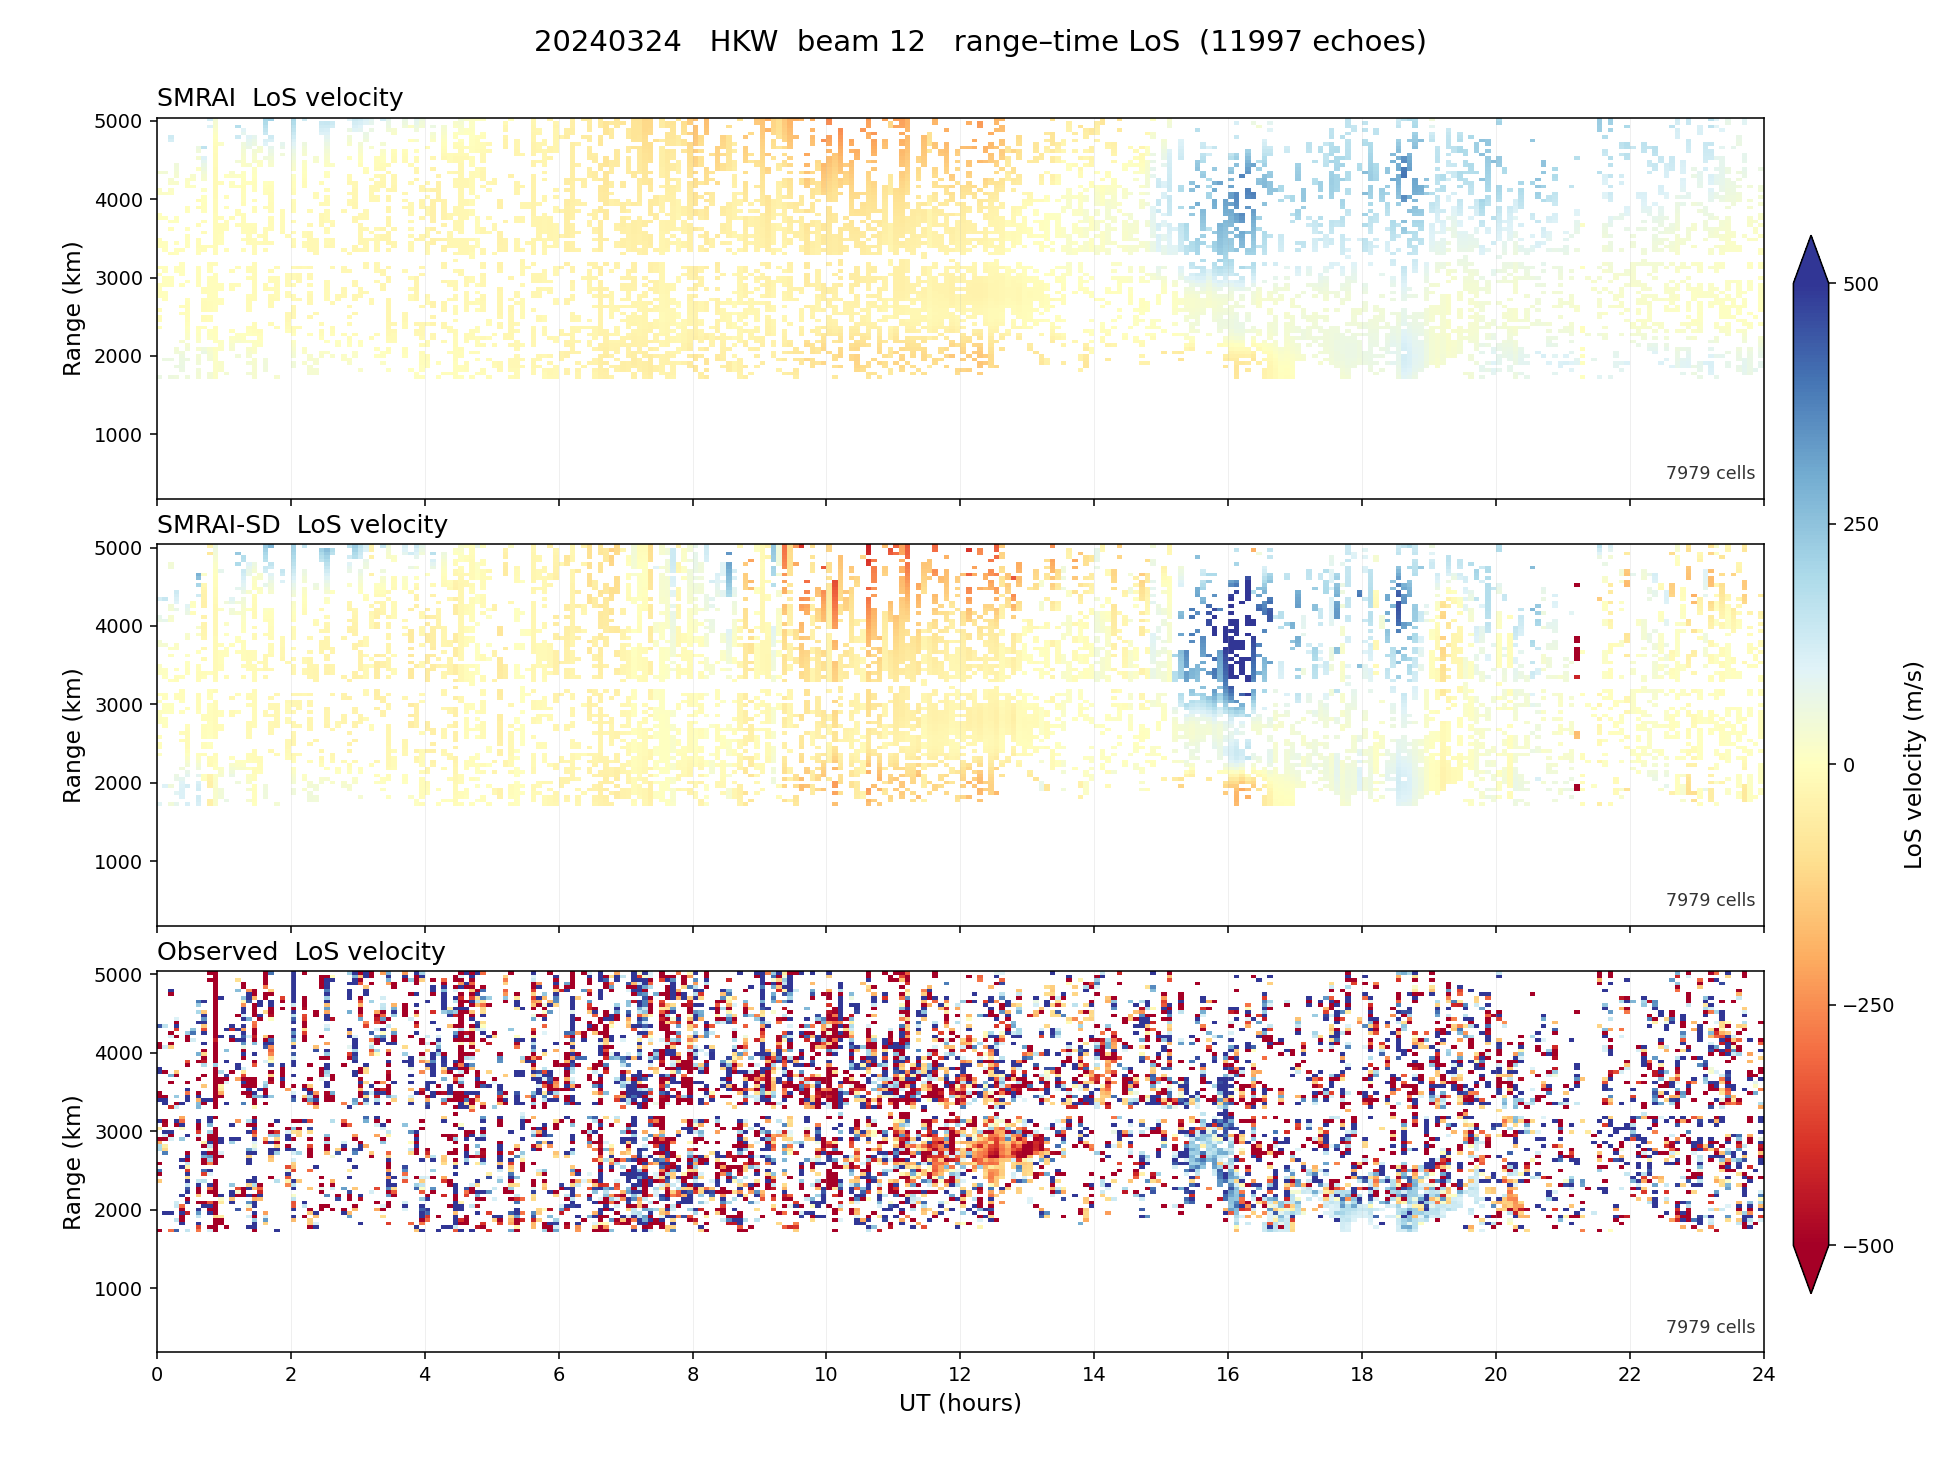 20240324   HKW  beam 12   range–time LoS  (11997 echoes)
SMRAI  LoS velocity
5000
4000
3000
2000
1000
Range (km)
7979 cells
SMRAI-SD  LoS velocity
5000
4000
3000
2000
1000
Range (km)
7979 cells
Observed  LoS velocity
5000
4000
3000
2000
1000
Range (km)
7979 cells
0 2 4 6 8 10 12 14 16 18 20 22 24
UT (hours)
500
250
0
−250
−500
LoS velocity (m/s)